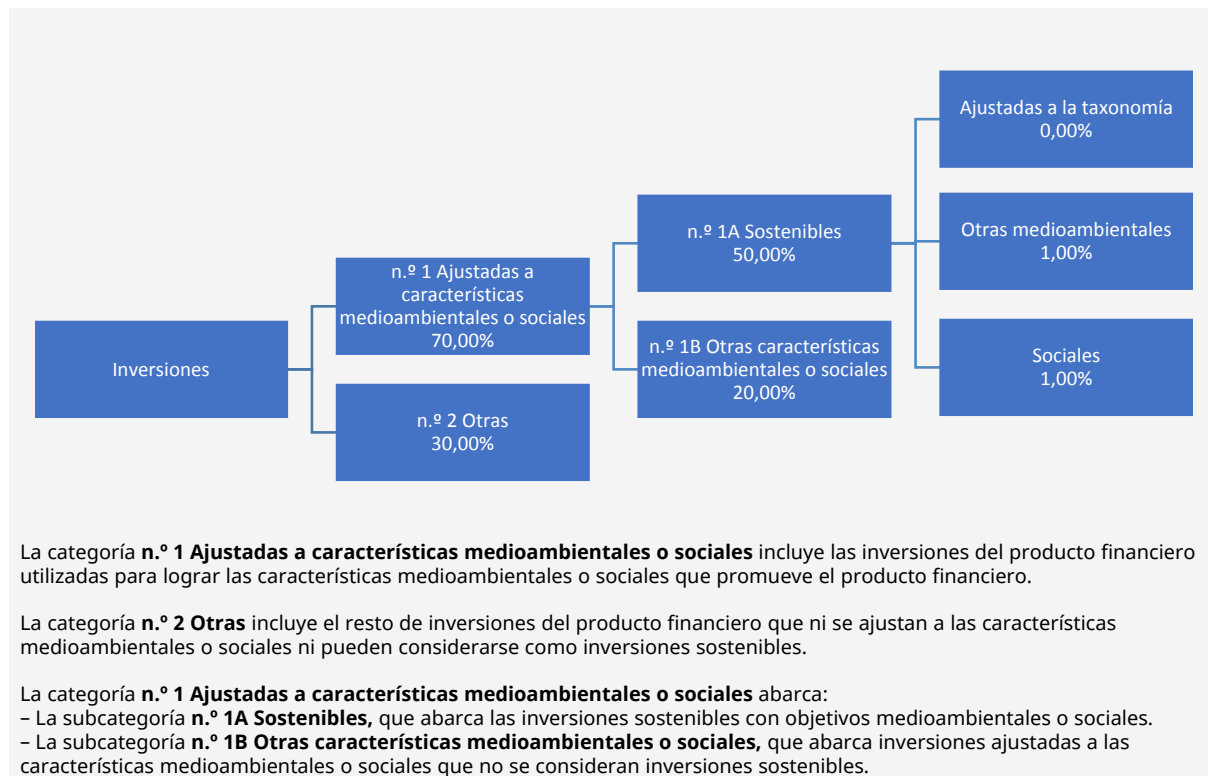 Inversiones
n.º 1 Ajustadas a
características
medioambientales o sociales
70,00%
n.º 2 Otras
30,00%
n.º 1A Sostenibles
50,00%
n.º 1B Otras características
medioambientales o sociales
20,00%
Ajustadas a la taxonomía
0,00%
Otras medioambientales
1,00%
Sociales
1,00%
La categoría n.º 1 Ajustadas a características medioambientales o sociales incluye las inversiones del producto financiero
utilizadas para lograr las características medioambientales o sociales que promueve el producto financiero.
La categoría n.º 2 Otras incluye el resto de inversiones del producto financiero que ni se ajustan a las características
medioambientales o sociales ni pueden considerarse como inversiones sostenibles.
La categoría n.º 1 Ajustadas a características medioambientales o sociales abarca:
– La subcategoría n.º 1A Sostenibles, que abarca las inversiones sostenibles con objetivos medioambientales o sociales.
– La subcategoría n.º 1B Otras características medioambientales o sociales, que abarca inversiones ajustadas a las
características medioambientales o sociales que no se consideran inversiones sostenibles.